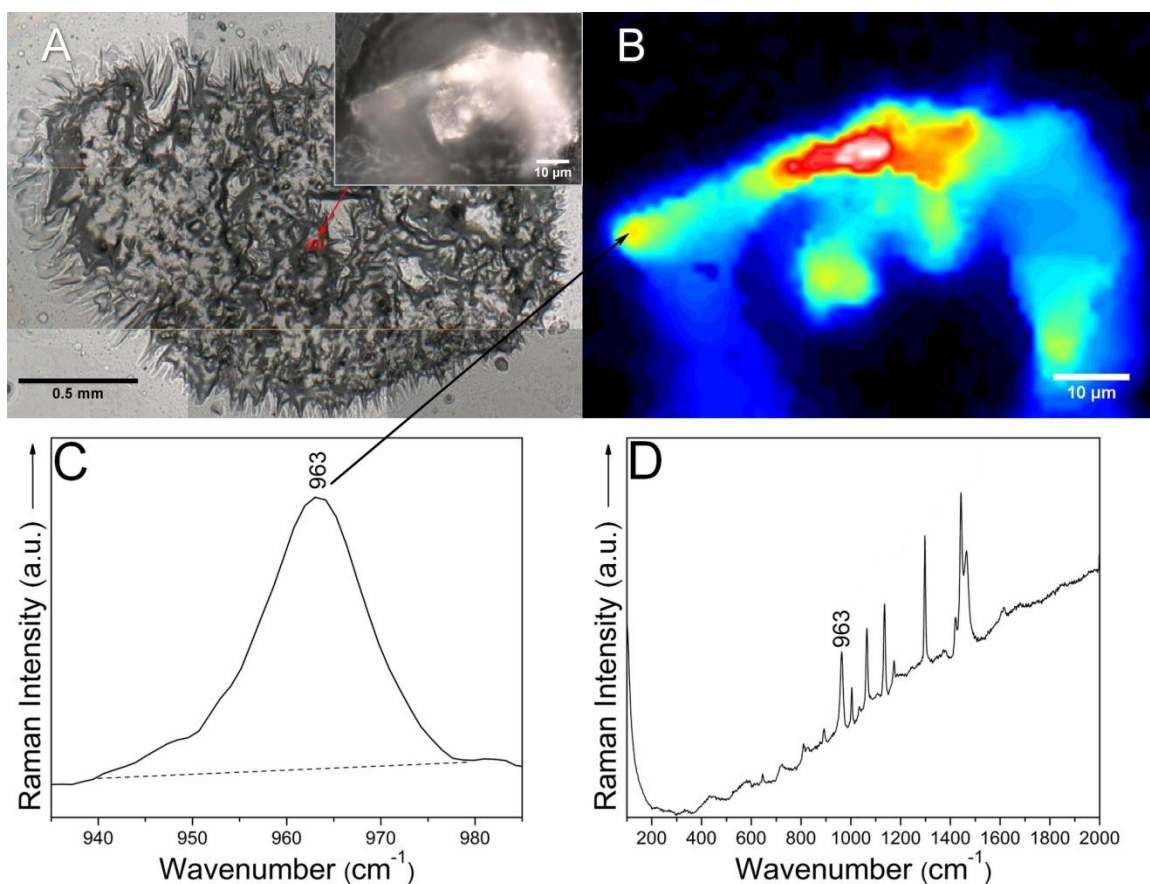 A
10 µm
0.5 mm
B
10 µm
C
963
Raman Intensity (a.u.)
940 950 960 970 980
Wavenumber (cm⁻¹)
D
963
Raman Intensity (a.u.)
200 400 600 800 1000 1200 1400 1600 1800 2000
Wavenumber (cm⁻¹)